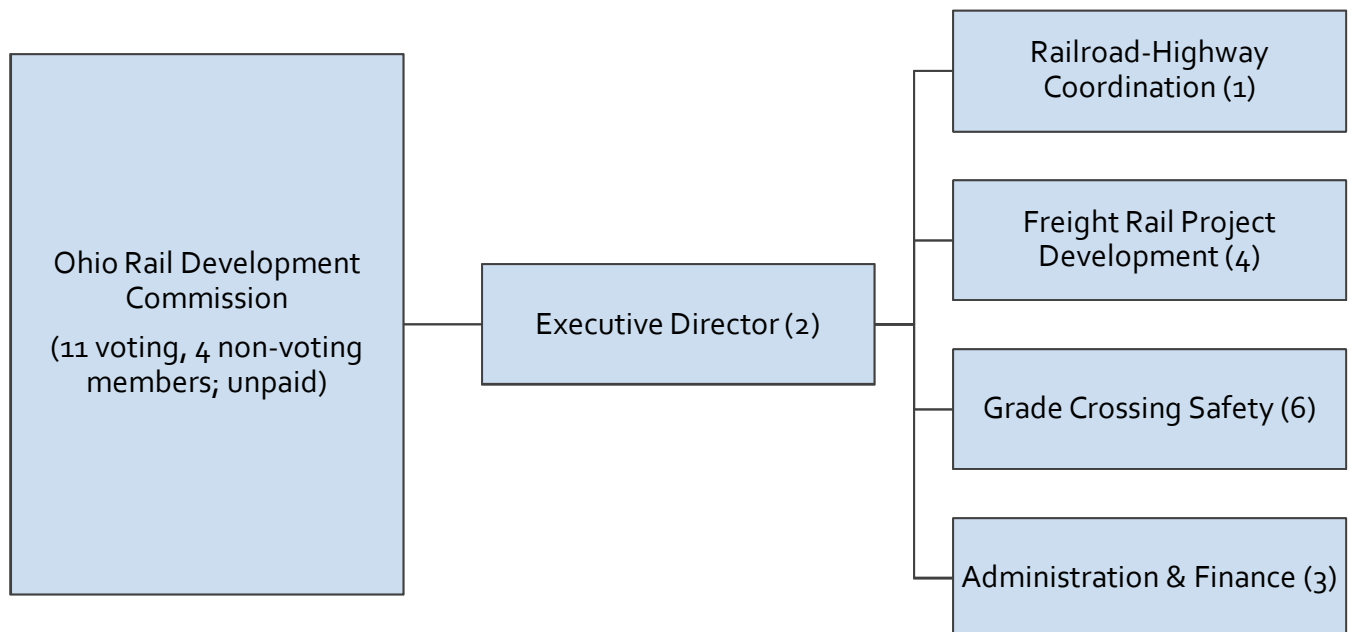 Ohio Rail Development
Commission
(11 voting, 4 non-voting
members; unpaid)
Executive Director (2)
Railroad-Highway
Coordination (1)
Freight Rail Project
Development (4)
Grade Crossing Safety (6)
Administration & Finance (3)